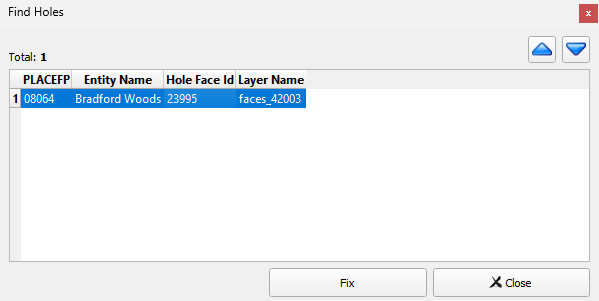 Find Holes
x
Total: 1
PLACEFP Entity Name Hole Face Id Layer Name
1 08064 Bradford Woods 23995 faces_42003
Fix
Close